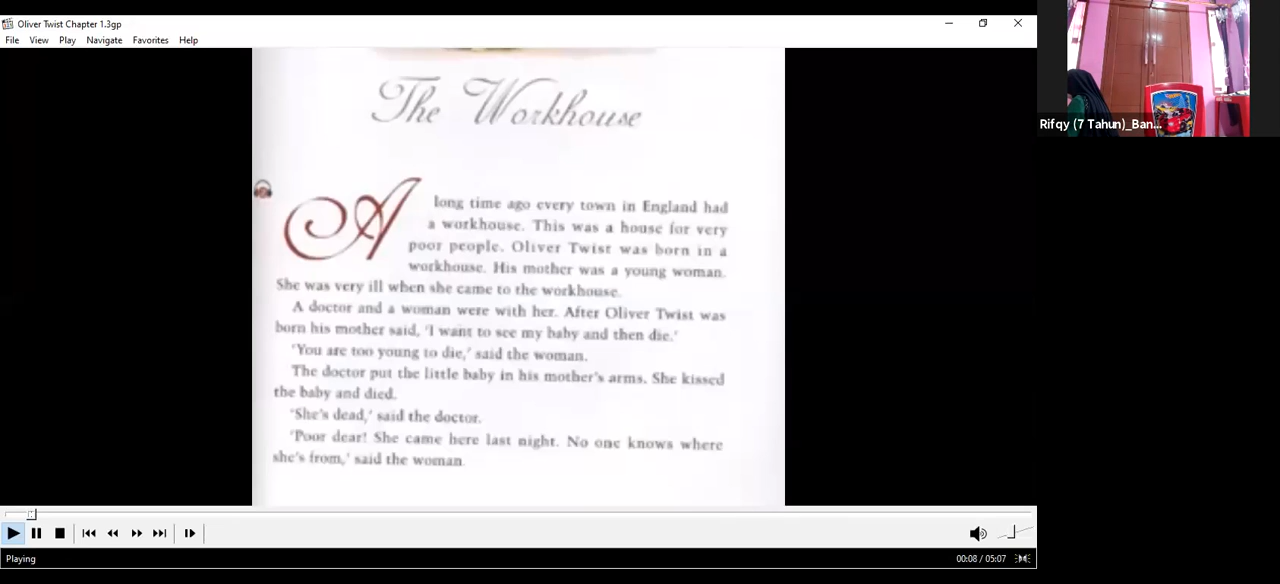 Oliver Twist Chapter 1.3gp
File View Play Navigate Favorites Help
The Workhouse
A long time ago every town in England had
a workhouse. This was a house for very
poor people. Oliver Twist was born in a
workhouse. His mother was a young woman.
She was very ill when she came to the workhouse.
A doctor and a woman were with her. After Oliver Twist was
born his mother said, 'I want to see my baby and then die.'
'You are too young to die,' said the woman.
The doctor put the little baby in his mother's arms. She kissed
the baby and died.
'She's dead,' said the doctor.
'Poor dear! She came here last night. No one knows where
she's from,' said the woman.
Playing
00:08 / 05:07
Rifqy (7 Tahun)_Ban...